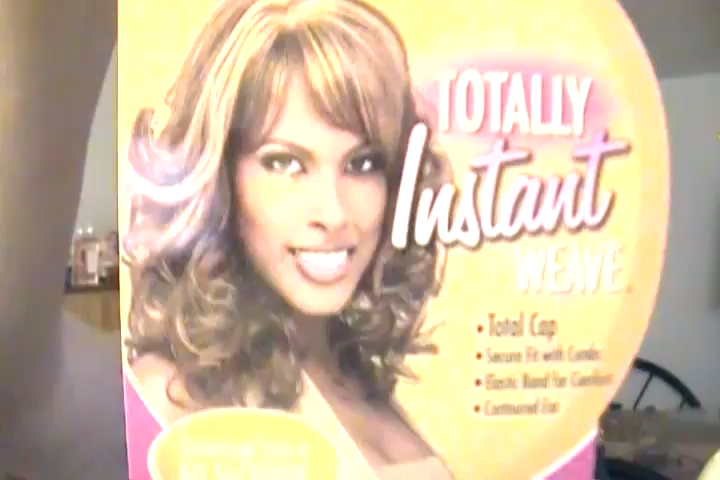 TOTALLY
Instant
WEAVE
• Total Cap
• Secure Fit with Combs
• Elastic Band for Comfort
• Contoured Ear